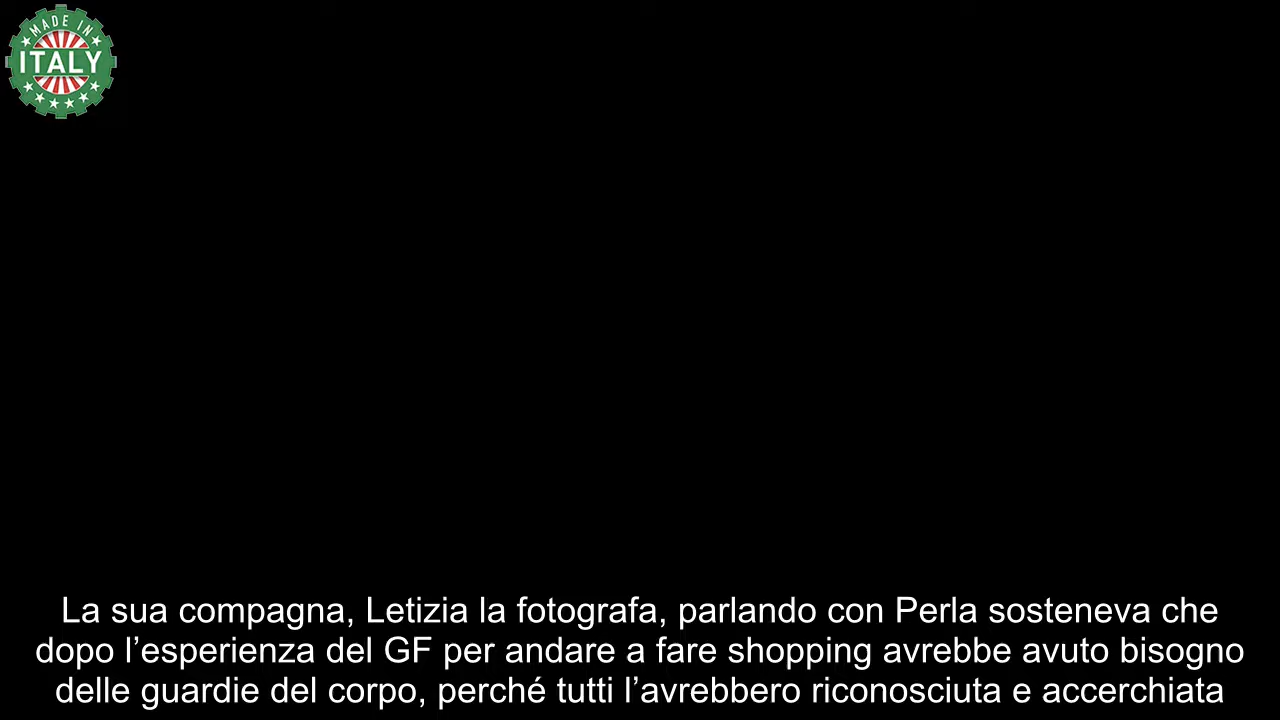 MADE IN
ITALY
La sua compagna, Letizia la fotografa, parlando con Perla sosteneva che
dopo l’esperienza del GF per andare a fare shopping avrebbe avuto bisogno
delle guardie del corpo, perché tutti l’avrebbero riconosciuta e accerchiata